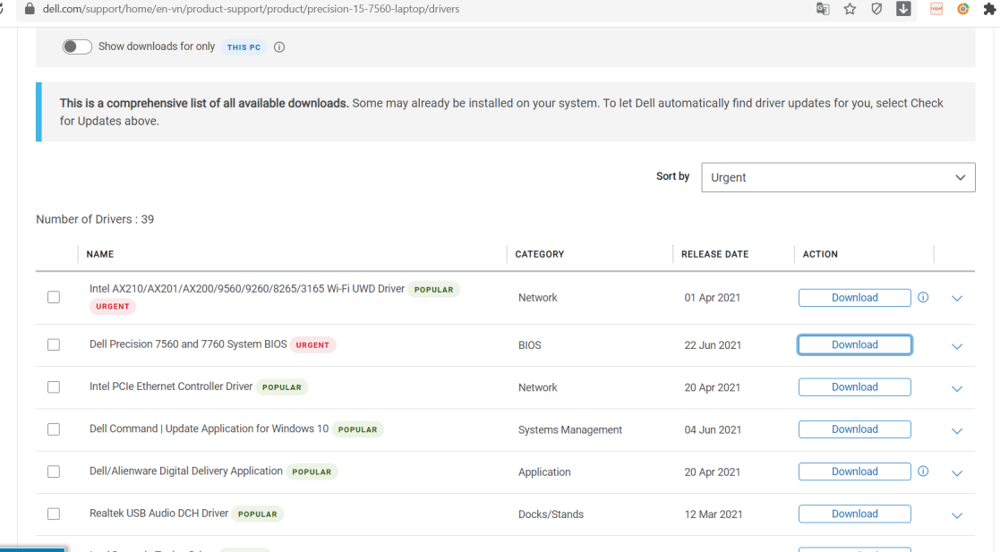 dell.com/support/home/en-vn/product-support/product/precision-15-7560-laptop/drivers
Show downloads for only THIS PC
This is a comprehensive list of all available downloads. Some may already be installed on your system. To let Dell automatically find driver updates for you, select Check
for Updates above.
Sort by Urgent
Number of Drivers : 39
NAME CATEGORY RELEASE DATE ACTION
Intel AX210/AX201/AX200/9560/9260/8265/3165 Wi-Fi UWD Driver POPULAR
URGENT
Network 01 Apr 2021 Download
Dell Precision 7560 and 7760 System BIOS URGENT BIOS 22 Jun 2021 Download
Intel PCIe Ethernet Controller Driver POPULAR Network 20 Apr 2021 Download
Dell Command | Update Application for Windows 10 POPULAR Systems Management 04 Jun 2021 Download
Dell/Alienware Digital Delivery Application POPULAR Application 20 Apr 2021 Download
Realtek USB Audio DCH Driver POPULAR Docks/Stands 12 Mar 2021 Download